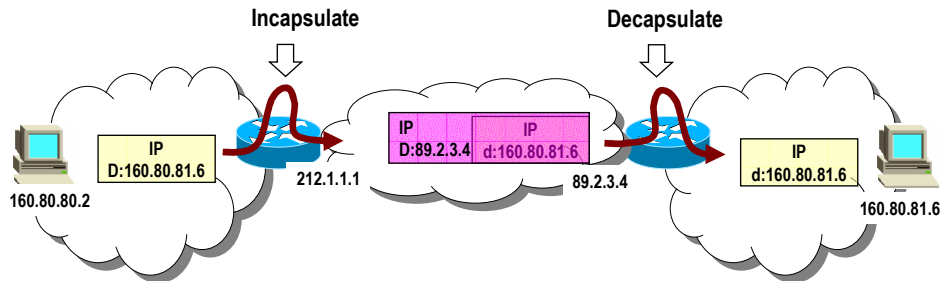 Incapsulate
Decapsulate
IP
D:160.80.81.6
160.80.80.2
212.1.1.1
IP
D:89.2.3.4
IP
d:160.80.81.6
89.2.3.4
IP
d:160.80.81.6
160.80.81.6